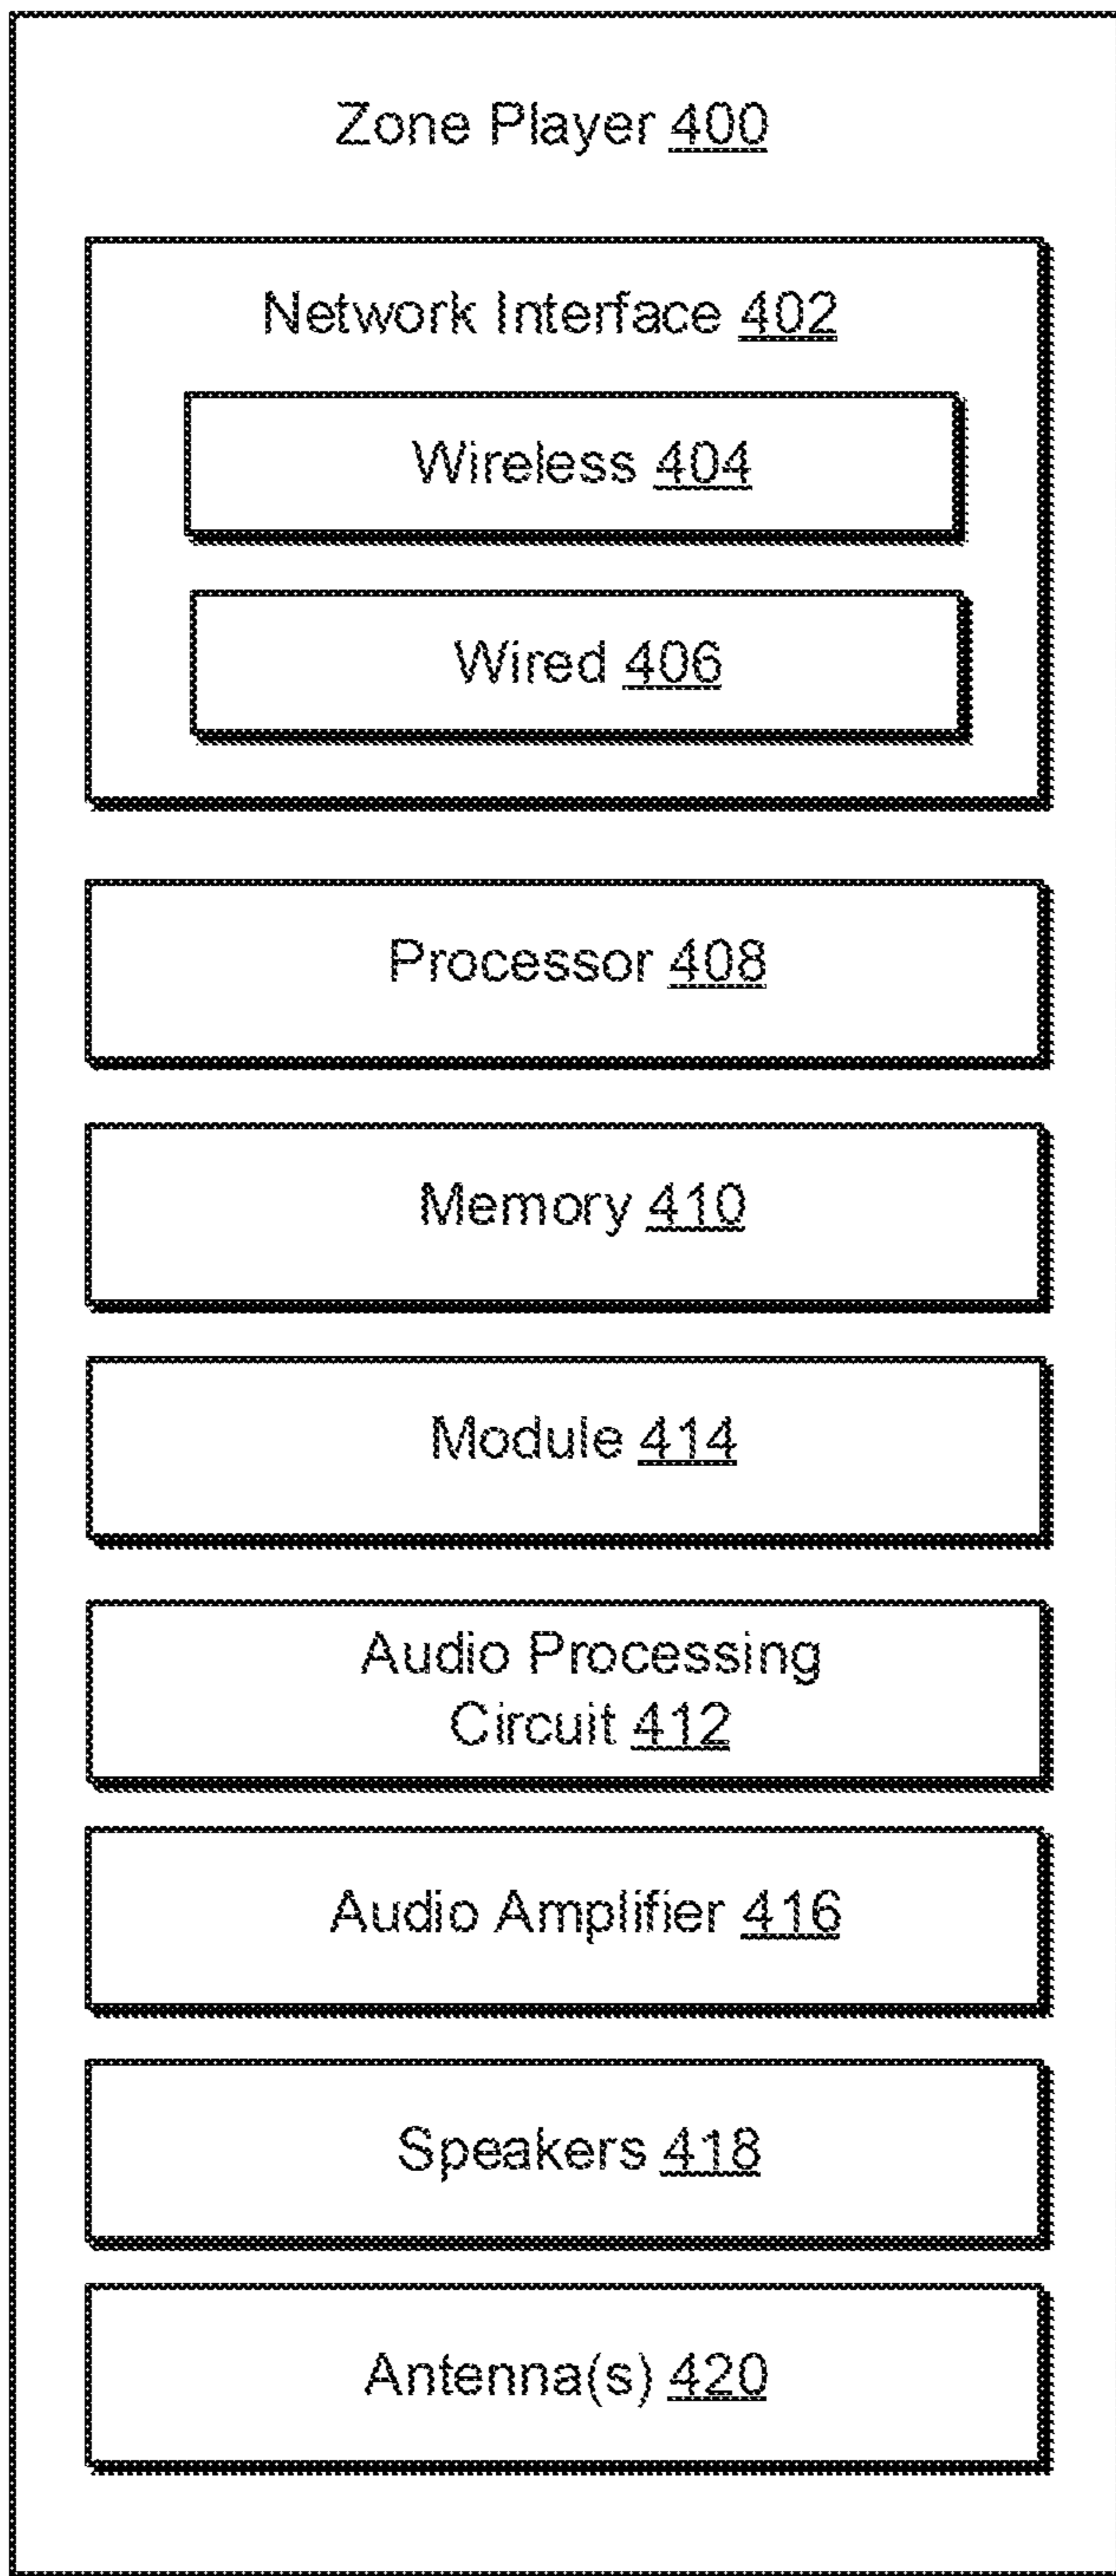 Zone Player 400
Network Interface 402
Wireless 404
Wired 406
Processor 408
Memory 410
Module 414
Audio Processing
Circuit 412
Audio Amplifier 416
Speakers 418
Antenna(s) 420